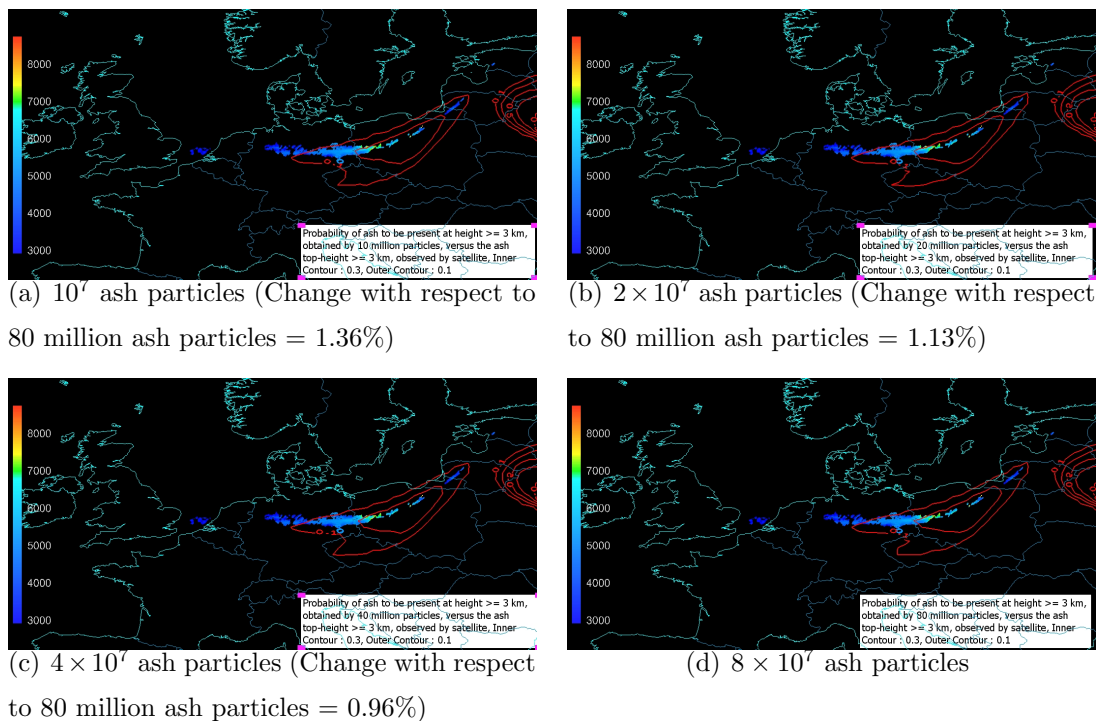 8000
7000
6000
5000
4000
3000
Probability of ash to be present at height >= 3 km,
obtained by 10 million particles, versus the ash
top-height >= 3 km, observed by satellite, Inner
Contour : 0.3, Outer Contour : 0.1
(a) 10⁷ ash particles (Change with respect to
80 million ash particles = 1.36%)
8000
7000
6000
5000
4000
3000
Probability of ash to be present at height >= 3 km,
obtained by 20 million particles, versus the ash
top-height >= 3 km, observed by satellite, Inner
Contour : 0.3, Outer Contour : 0.1
(b) 2 × 10⁷ ash particles (Change with respect
to 80 million ash particles = 1.13%)
8000
7000
6000
5000
4000
3000
Probability of ash to be present at height >= 3 km,
obtained by 40 million particles, versus the ash
top-height >= 3 km, observed by satellite, Inner
Contour : 0.3, Outer Contour : 0.1
(c) 4 × 10⁷ ash particles (Change with respect
to 80 million ash particles = 0.96%)
8000
7000
6000
5000
4000
3000
Probability of ash to be present at height >= 3 km,
obtained by 80 million particles, versus the ash
top-height >= 3 km, observed by satellite, Inner
Contour : 0.3, Outer Contour : 0.1
(d) 8 × 10⁷ ash particles